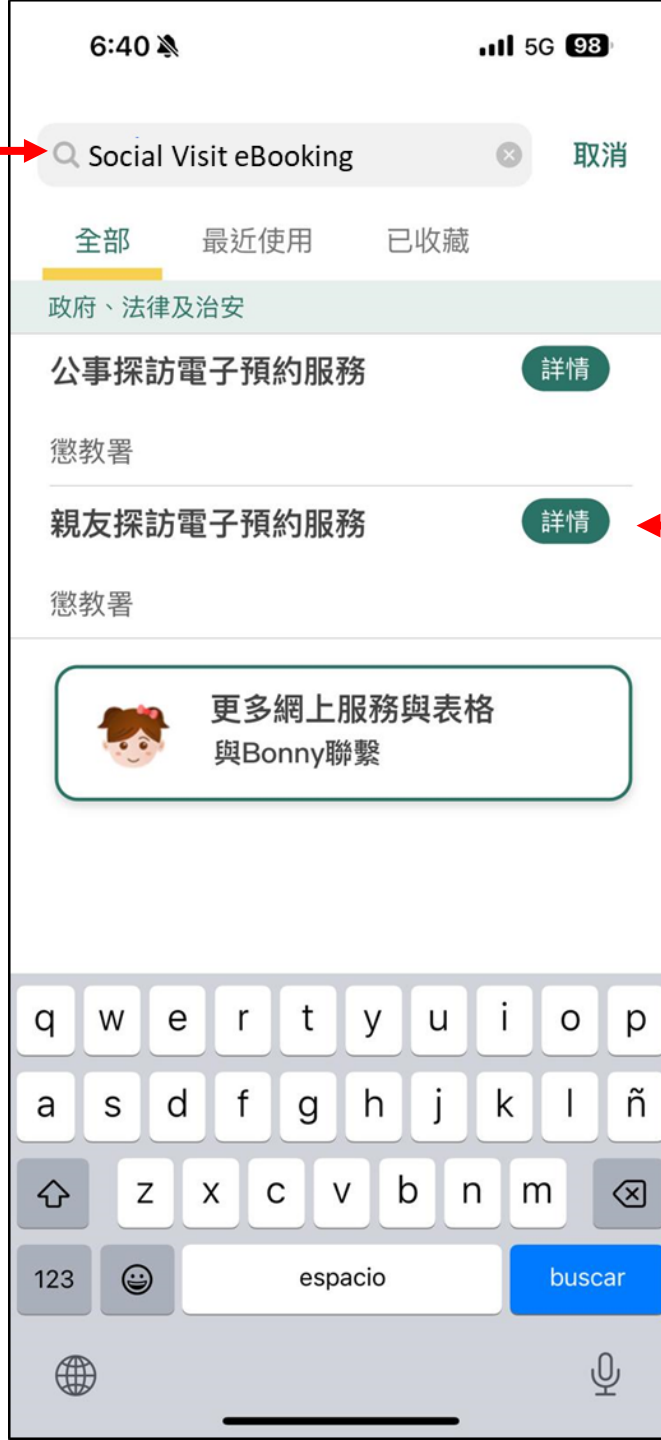 6:40 5G 98
Social Visit eBooking 取消
全部 最近使用 已收藏
政府、法律及治安
公事探訪電子預約服務 詳情
懲教署
親友探訪電子預約服務 詳情
懲教署
更多網上服務與表格
與Bonny聯繫
q w e r t y u i o p
a s d f g h j k l ñ
z x c v b n m
123 espacio buscar